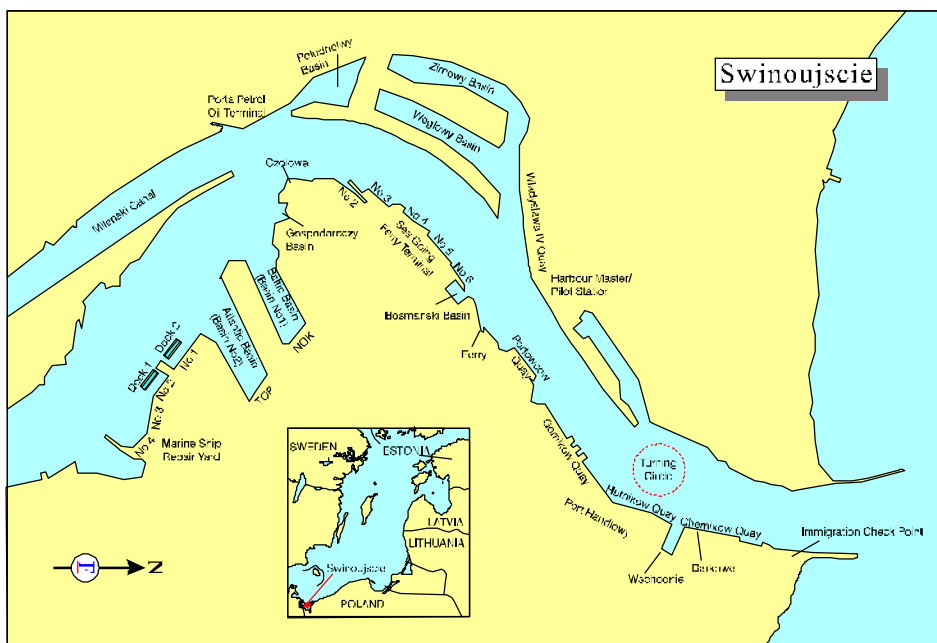 Swinoujscie
Poludniowy
Basin
Zimowy Basin
Weglowy Basin
Porta Petrol
Oil Terminal
Czolowa
Milenski Canal
No 2
No 3
No 4
No 5
No 6
Sea Going
Ferry Terminal
Gospodaroczy
Basin
Wladyslawa IV Quay
Harbour Master/
Pilot Station
Baltic Basin
(Basin No1)
Atlantic Basin
(Basin No2)
NOK
TOP
Bosmanski Basin
Ferry
Portowcow
Quay
Dock 1
Dock 2
No 1
No 2
No 3
No 4
Marine Ship
Repair Yard
Gornikow Quay
Turning
Circle
Hutnikow Quay
Chemikow Quay
Port Handlowy
Wschodnie
Barkowe
Immigration Check Point
N
SWEDEN
ESTONIA
LATVIA
LITHUANIA
Swinoujscie
POLAND